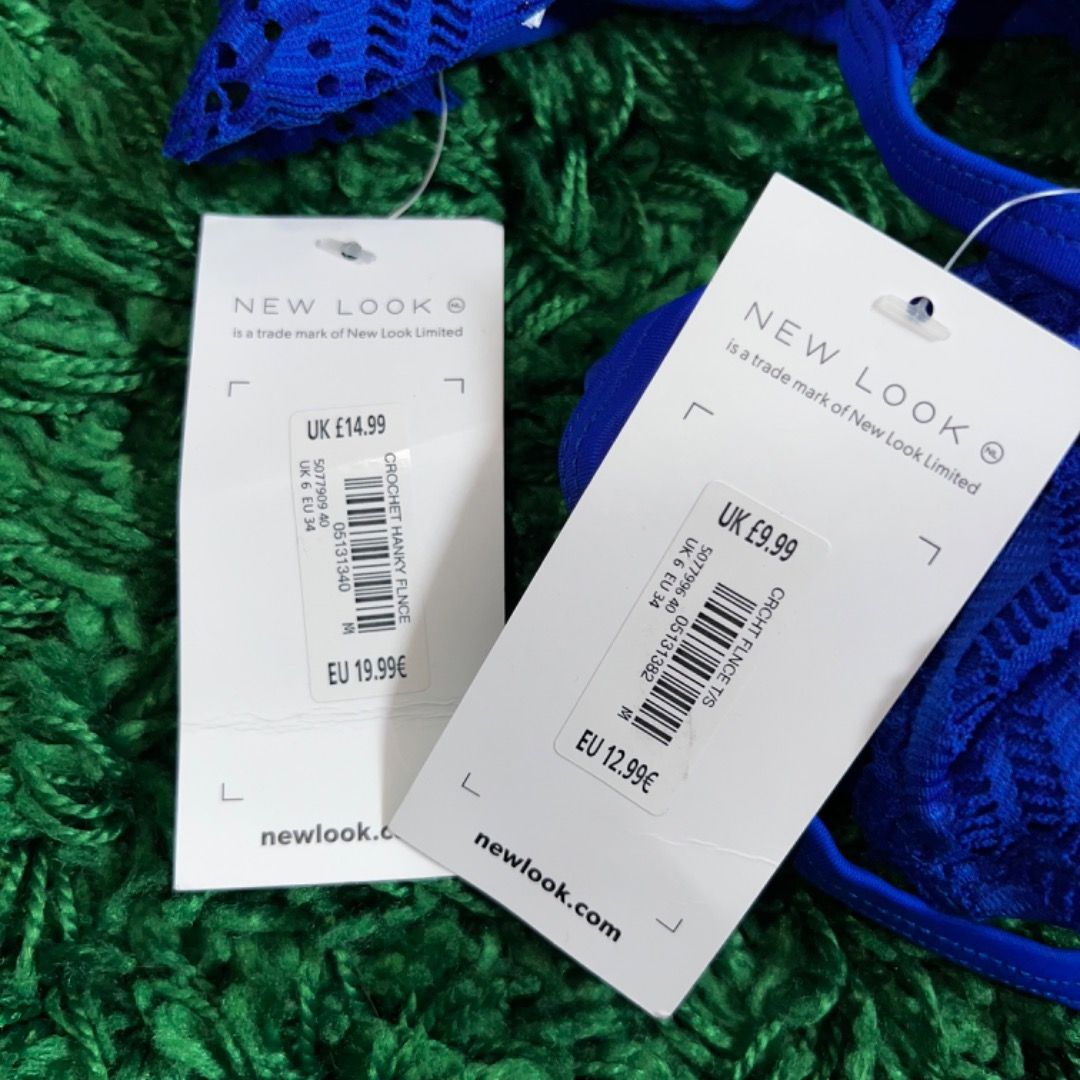 NEW LOOK NL
is a trade mark of New Look Limited
UK £14.99
CROCHET HANKY FLNCE
05131340 M
5077909 40
UK 6 EU 34
EU 19.99€
newlook.c
NEW LOOK NL
is a trade mark of New Look Limited
UK £9.99
CRCHT FLNCE T/S
05131382 M
5077996 40
UK 6 EU 34
EU 12.99€
newlook.com